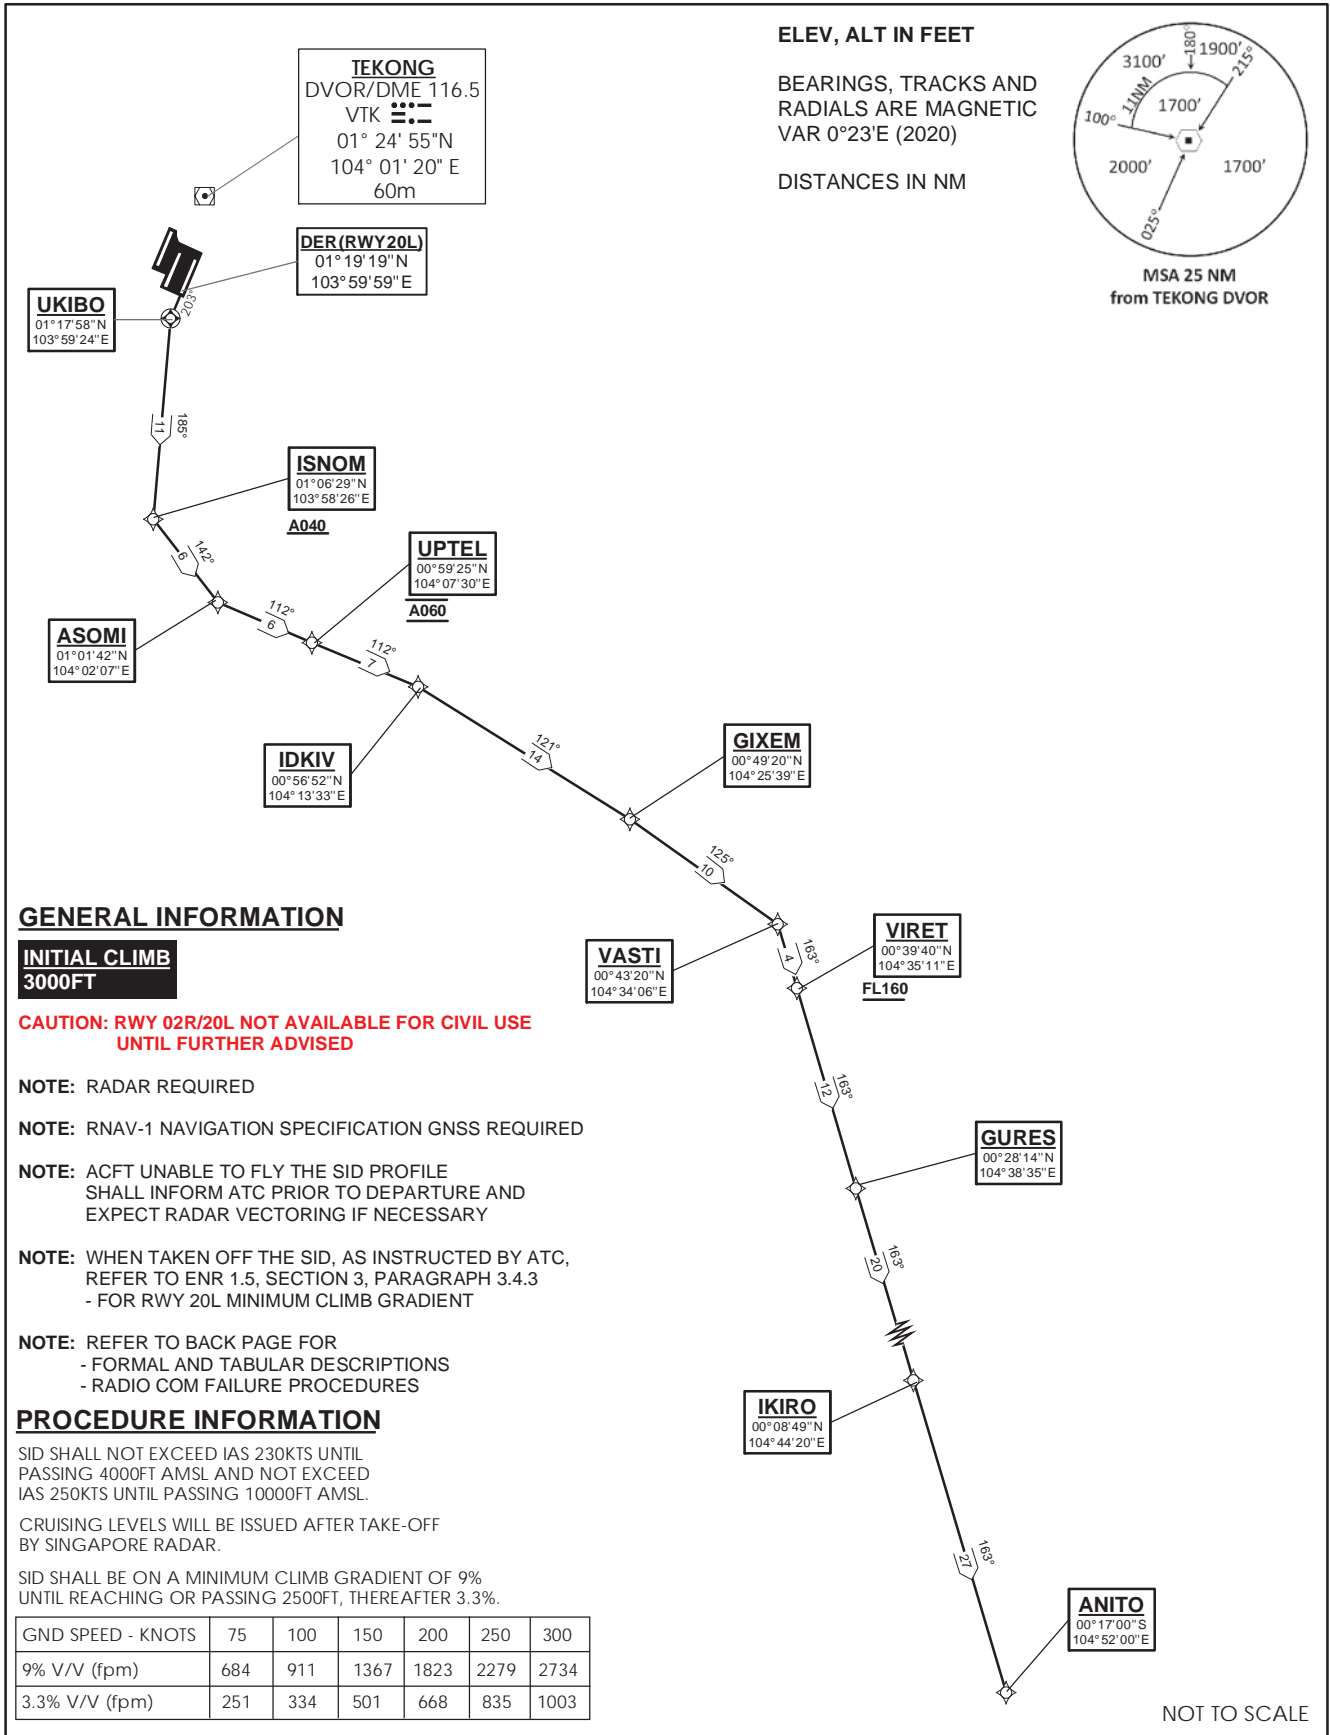 ELEV, ALT IN FEET
BEARINGS, TRACKS AND
RADIALS ARE MAGNETIC
VAR 0°23'E (2020)
DISTANCES IN NM
3100'
180°
1900'
215°
11NM
1700'
100°
2000'
1700'
025°
MSA 25 NM
from TEKONG DVOR
TEKONG
DVOR/DME 116.5
VTK
01° 24' 55"N
104° 01' 20" E
60m
DER(RWY20L)
01°19'19"N
103°59'59"E
203°
UKIBO
01°17'58"N
103°59'24"E
11
185°
ISNOM
01°06'29"N
103°58'26"E
A040
6
142°
UPTEL
00°59'25"N
104°07'30"E
A060
ASOMI
01°01'42"N
104°02'07"E
112°
6
112°
7
IDKIV
00°56'52"N
104°13'33"E
121°
14
GIXEM
00°49'20"N
104°25'39"E
125°
10
VASTI
00°43'20"N
104°34'06"E
4
163°
VIRET
00°39'40"N
104°35'11"E
FL160
12
163°
GURES
00°28'14"N
104°38'35"E
20
163°
IKIRO
00°08'49"N
104°44'20"E
27
163°
ANITO
00°17'00"S
104°52'00"E
GENERAL INFORMATION
INITIAL CLIMB
3000FT
CAUTION: RWY 02R/20L NOT AVAILABLE FOR CIVIL USE
UNTIL FURTHER ADVISED
NOTE: RADAR REQUIRED
NOTE: RNAV-1 NAVIGATION SPECIFICATION GNSS REQUIRED
NOTE: ACFT UNABLE TO FLY THE SID PROFILE
SHALL INFORM ATC PRIOR TO DEPARTURE AND
EXPECT RADAR VECTORING IF NECESSARY
NOTE: WHEN TAKEN OFF THE SID, AS INSTRUCTED BY ATC,
REFER TO ENR 1.5, SECTION 3, PARAGRAPH 3.4.3
- FOR RWY 20L MINIMUM CLIMB GRADIENT
NOTE: REFER TO BACK PAGE FOR
- FORMAL AND TABULAR DESCRIPTIONS
- RADIO COM FAILURE PROCEDURES
PROCEDURE INFORMATION
SID SHALL NOT EXCEED IAS 230KTS UNTIL
PASSING 4000FT AMSL AND NOT EXCEED
IAS 250KTS UNTIL PASSING 10000FT AMSL.
CRUISING LEVELS WILL BE ISSUED AFTER TAKE-OFF
BY SINGAPORE RADAR.
SID SHALL BE ON A MINIMUM CLIMB GRADIENT OF 9%
UNTIL REACHING OR PASSING 2500FT, THEREAFTER 3.3%.
GND SPEED - KNOTS 75 100 150 200 250 300
9% V/V (fpm) 684 911 1367 1823 2279 2734
3.3% V/V (fpm) 251 334 501 668 835 1003
NOT TO SCALE